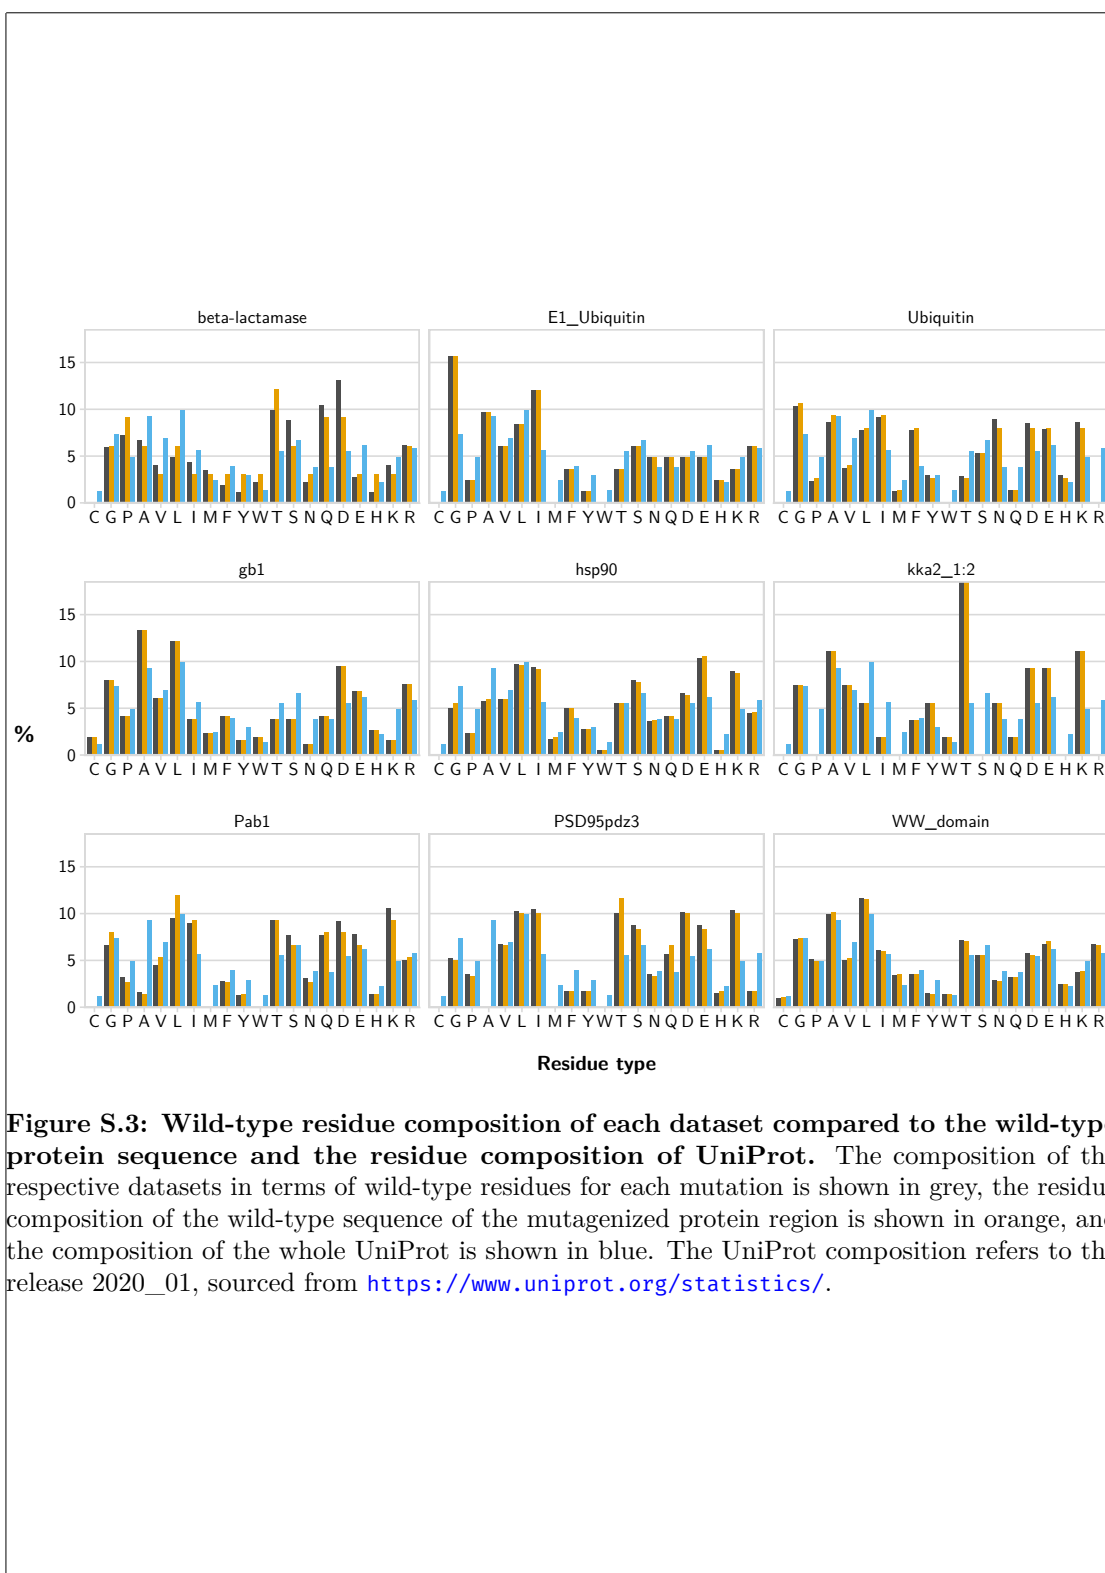 beta-lactamase E1_Ubiquitin Ubiquitin
15
10
5
0
C G P A V L I M F Y W T S N Q D E H K R C G P A V L I M F Y W T S N Q D E H K R C G P A V L I M F Y W T S N Q D E H K R
gb1 hsp90 kka2_1:2
15
10
5
0
%
C G P A V L I M F Y W T S N Q D E H K R C G P A V L I M F Y W T S N Q D E H K R C G P A V L I M F Y W T S N Q D E H K R
Pab1 PSD95pdz3 WW_domain
15
10
5
0
C G P A V L I M F Y W T S N Q D E H K R C G P A V L I M F Y W T S N Q D E H K R C G P A V L I M F Y W T S N Q D E H K R
Residue type
Figure S.3: Wild-type residue composition of each dataset compared to the wild-typ
protein sequence and the residue composition of UniProt. The composition of th
respective datasets in terms of wild-type residues for each mutation is shown in grey, the residu
composition of the wild-type sequence of the mutagenized protein region is shown in orange, an
the composition of the whole UniProt is shown in blue. The UniProt composition refers to th
release 2020_01, sourced from https://www.uniprot.org/statistics/.